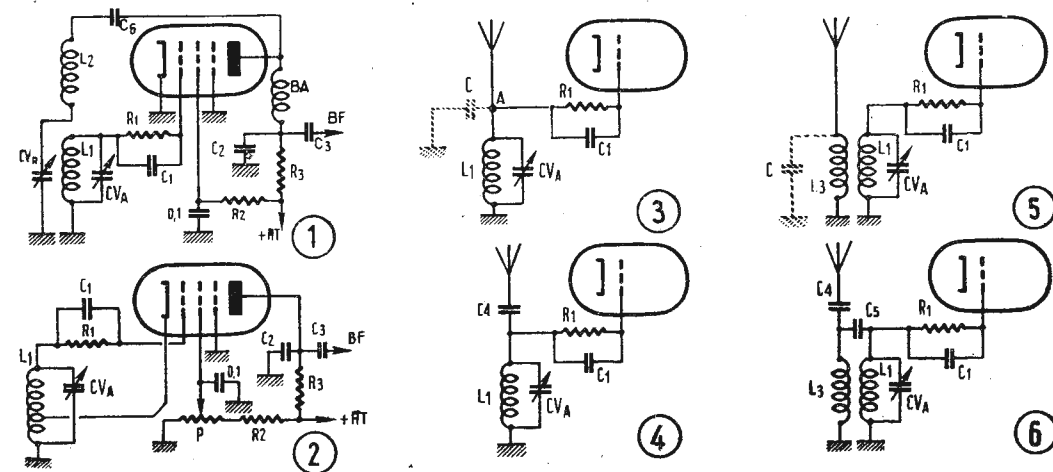 C6
L2
BA
R1
BF
CVR
L1
C2
C3
C1
R3
CVA
0,1
R2
+HT
1
C1
R1
L1
CVA
C2
C3
BF
0,1
R3
P
R2
+HT
2
C
A
R1
C1
L1
CVA
3
C4
R1
C1
L1
CVA
4
R1
C
L3
L1
C1
CVA
5
C4
C5
R1
L3
L1
C1
CVA
6